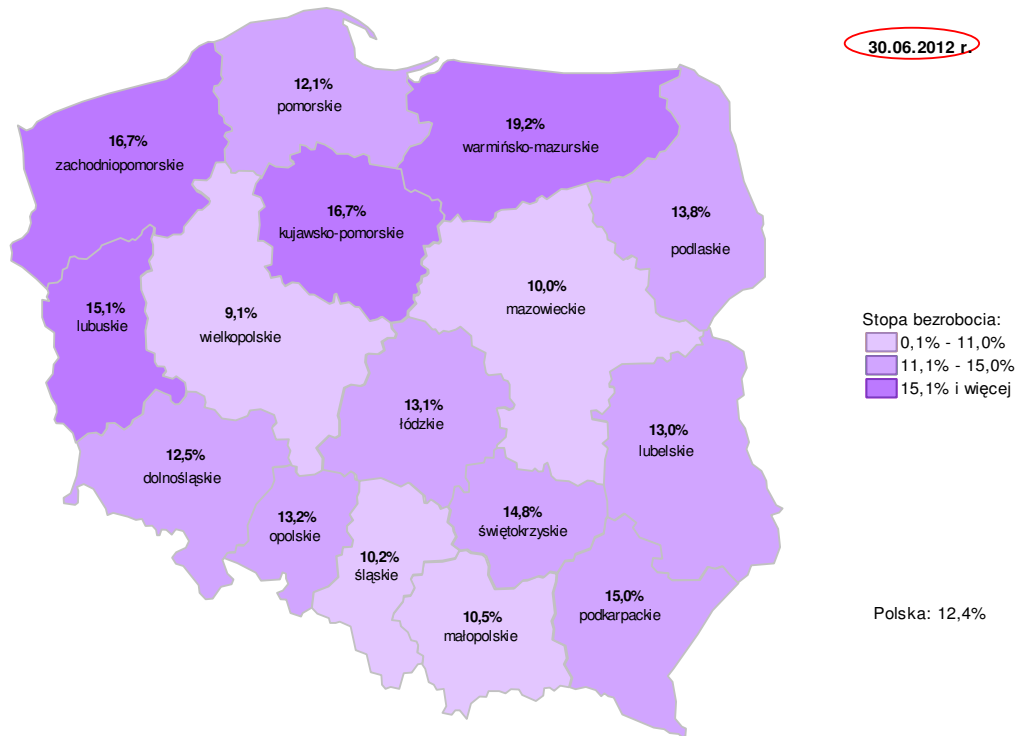 30.06.2012 r.
12,1%
pomorskie
19,2%
warmińsko-mazurskie
16,7%
zachodniopomorskie
16,7%
kujawsko-pomorskie
13,8%
podlaskie
10,0%
mazowieckie
15,1%
lubuskie
9,1%
wielkopolskie
Stopa bezrobocia:
0,1% - 11,0%
11,1% - 15,0%
15,1% i więcej
13,1%
łódzkie
13,0%
lubelskie
12,5%
dolnośląskie
13,2%
opolskie
14,8%
świętokrzyskie
10,2%
śląskie
15,0%
podkarpackie
10,5%
małopolskie
Polska: 12,4%